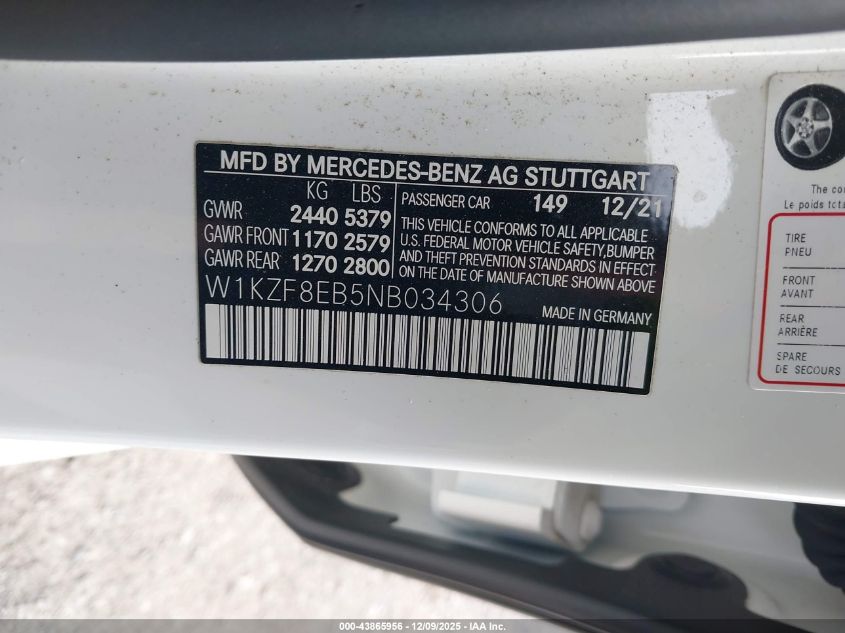 MFD BY MERCEDES-BENZ AG STUTTGART
KG LBS
GVWR 2440 5379
GAWR FRONT 1170 2579
GAWR REAR 1270 2800
PASSENGER CAR 149 12/21
THIS VEHICLE CONFORMS TO ALL APPLICABLE
U.S. FEDERAL MOTOR VEHICLE SAFETY, BUMPER
AND THEFT PREVENTION STANDARDS IN EFFECT
ON THE DATE OF MANUFACTURE SHOWN ABOVE
W1KZF8EB5NB034306
MADE IN GERMANY
The
Le poids
TIRE
PNEU
FRONT
AVANT
REAR
ARRIÈRE
SPARE
DE SECOURS
000-43865956 - 12/09/2025 - IAA Inc.